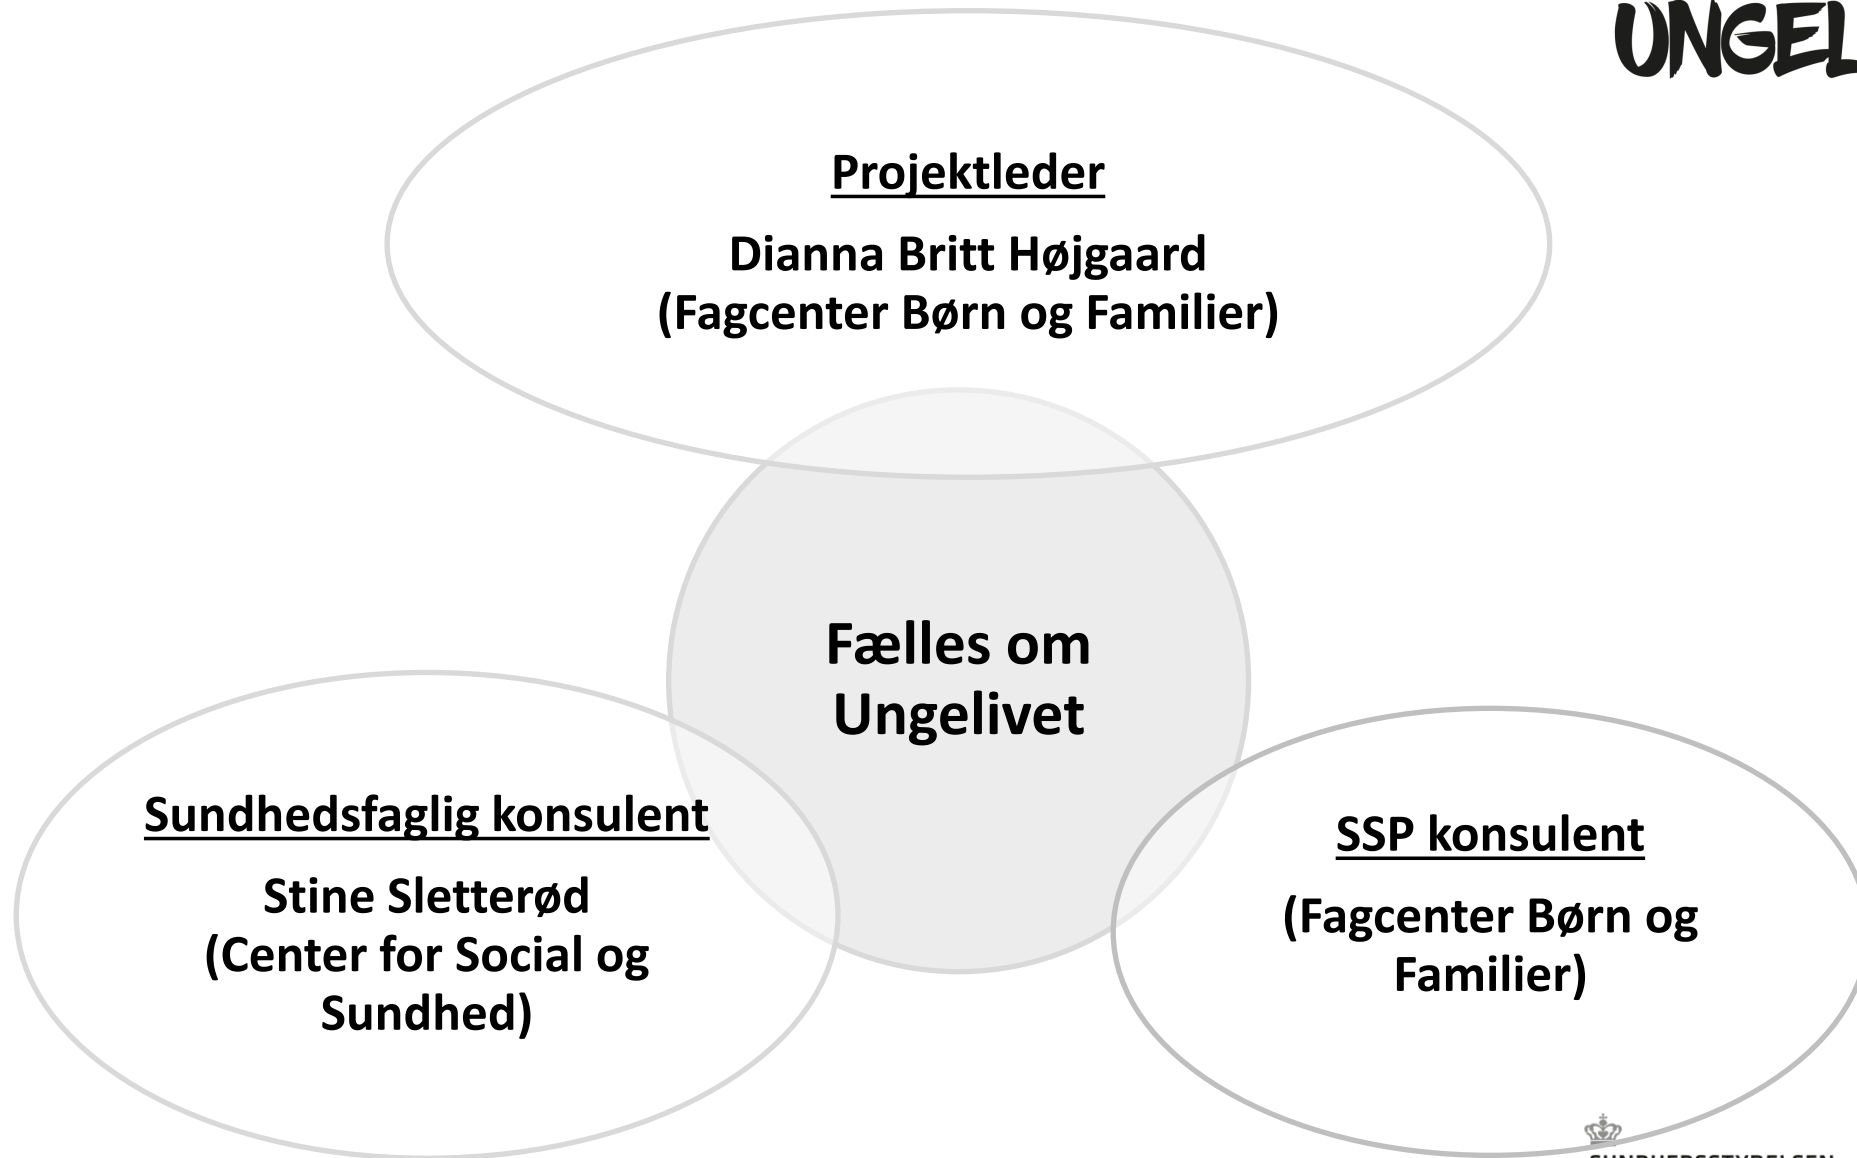 UNGEL
Projektleder
Dianna Britt Højgaard
(Fagcenter Børn og Familier)
Fælles om
Ungelivet
Sundhedsfaglig konsulent
Stine Sletterød
(Center for Social og
Sundhed)
SSP konsulent
(Fagcenter Børn og
Familier)
SUNDHEDSSTYRELSEN